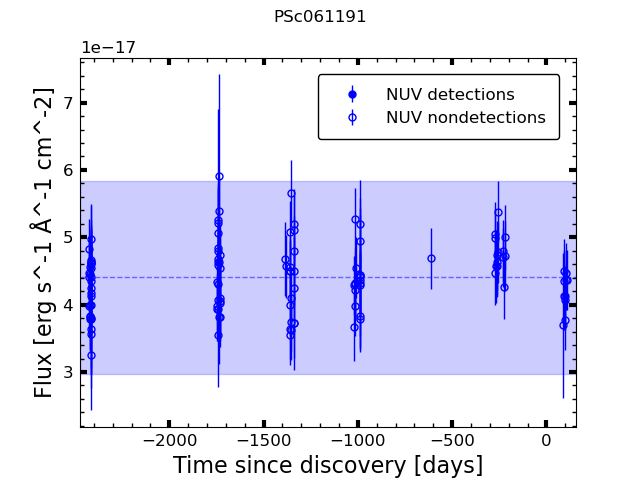 PSc061191
1e−17
NUV detections
NUV nondetections
7
6
5
4
3
Flux [erg s^-1 Å^-1 cm^-2]
−2000 −1500 −1000 −500 0
Time since discovery [days]